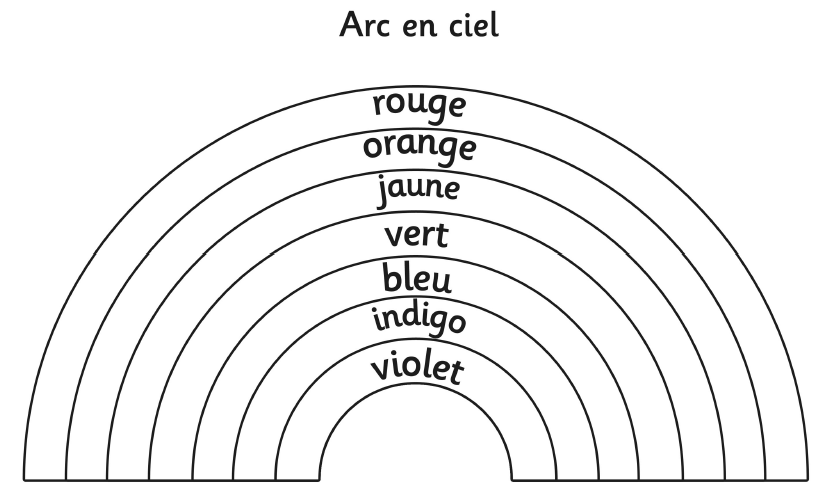 Arc en ciel
rouge
orange
jaune
vert
bleu
indigo
violet